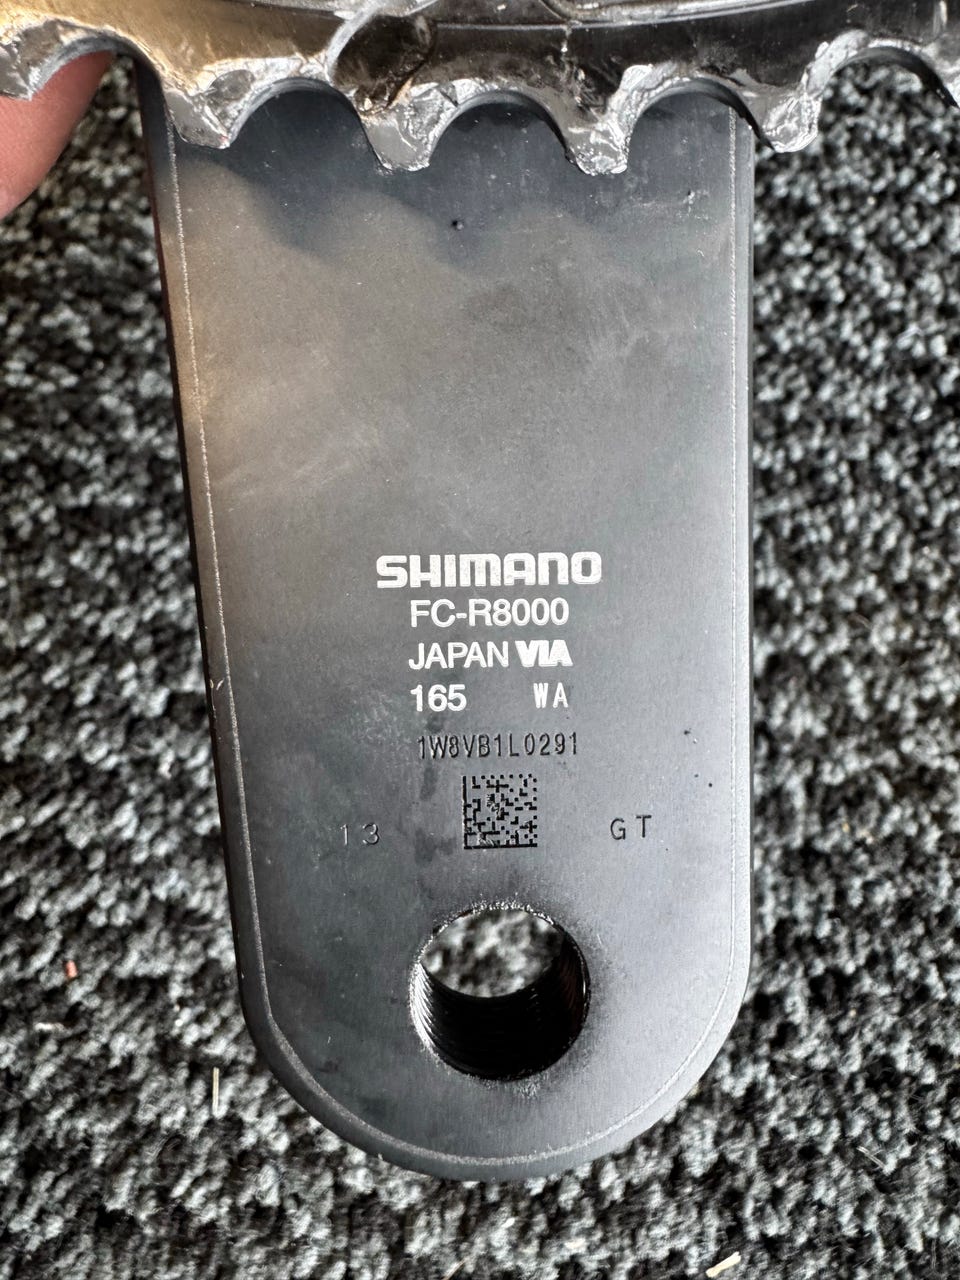 SHIMANO
FC-R8000
JAPAN VIA
165 WA
1W8VB1L0291
13 GT